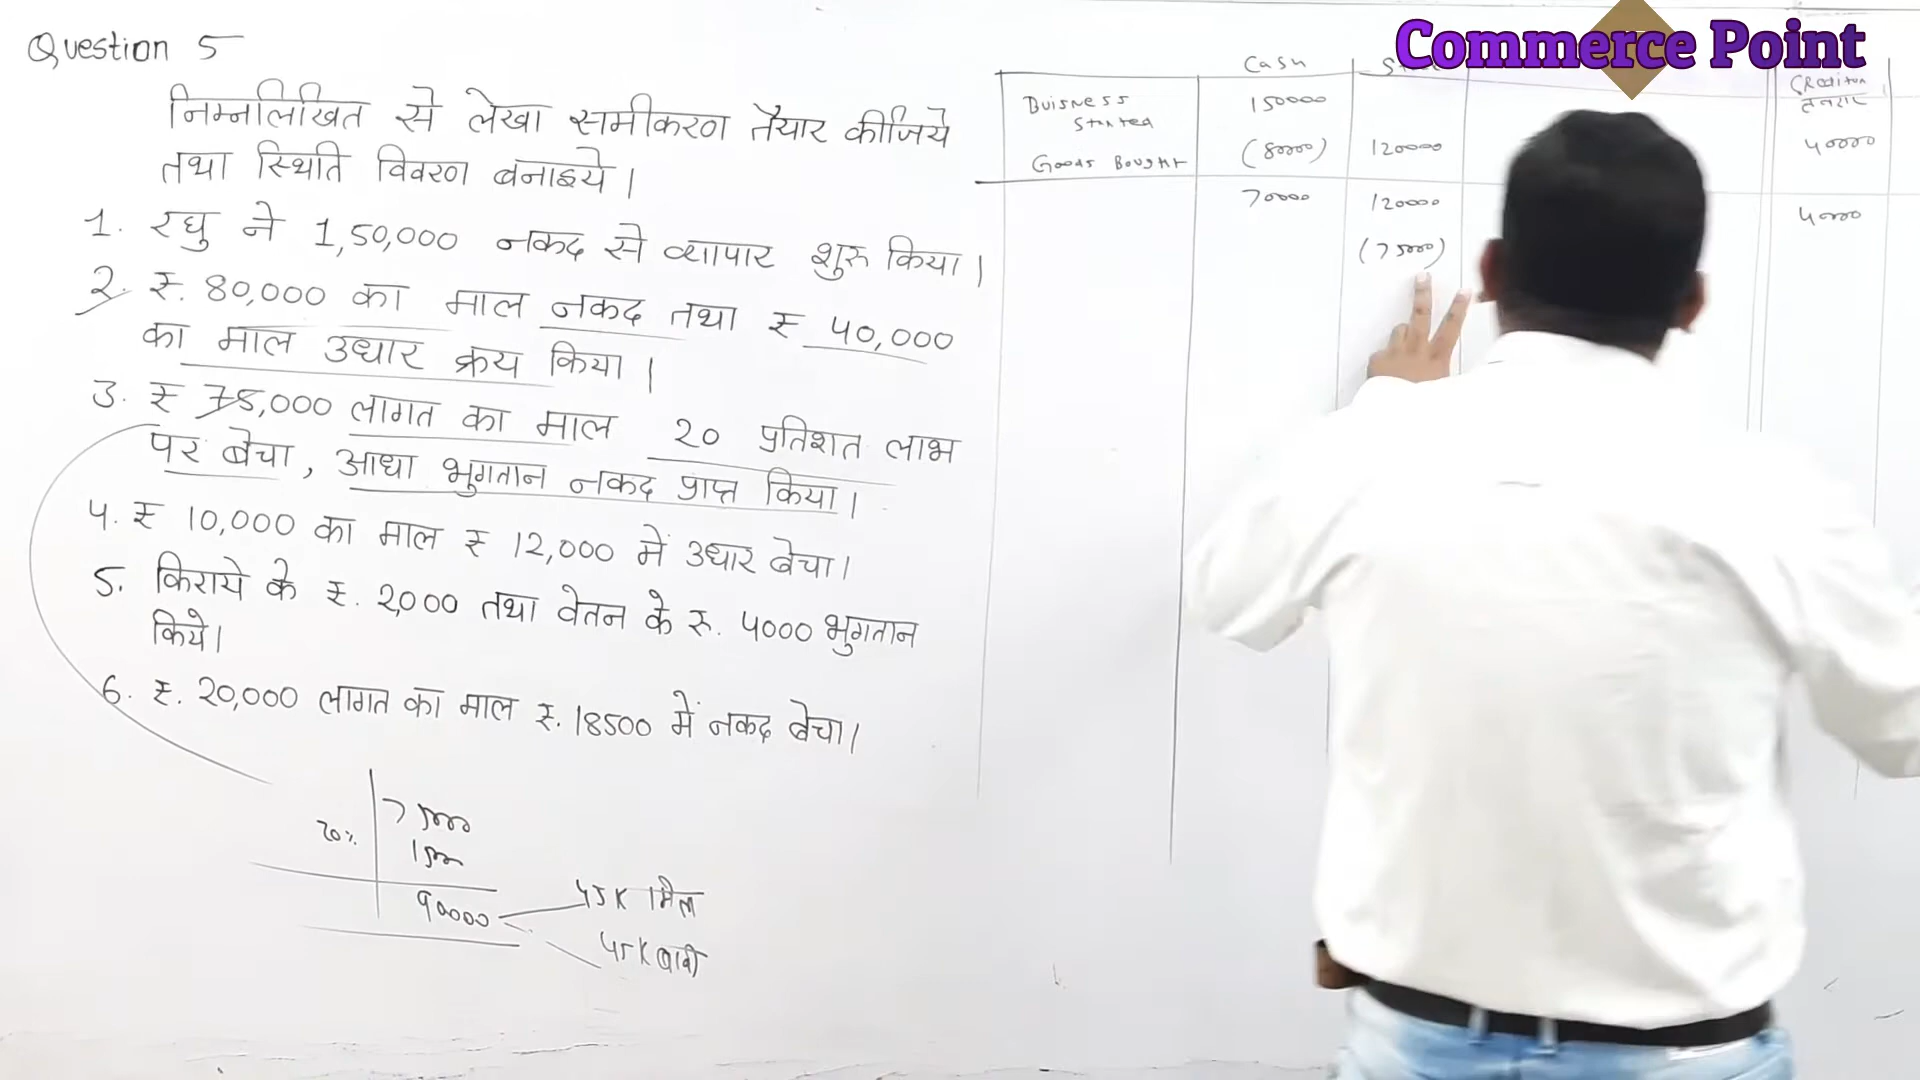 Commerce Point
Question 5
निम्नलिखित से लेखा समीकरण तैयार कीजिये
तथा स्थिति विवरण बनाइये।
1. रघु ने 1,50,000 नकद से व्यापार शुरू किया।
2. ₹. 80,000 का माल नकद तथा ₹ 40,000
का माल उधार क्रय किया।
3. ₹ 75,000 लागत का माल 20 प्रतिशत लाभ
पर बेचा, आधा भुगतान नकद प्राप्त किया।
4. ₹ 10,000 का माल ₹ 12,000 में उधार बेचा।
5. किराये के ₹. 2,000 तथा वेतन के रु. 4000 भुगतान
किये।
6. ₹. 20,000 लागत का माल ₹. 18500 में नकद बेचा।
75000
20% 15000
90000
45K मिला
45K बाकी
Cash Creditor
Buisness 150000
Started
Goods Bought (80000) 120000 40000
70000 120000 40000
(75000)